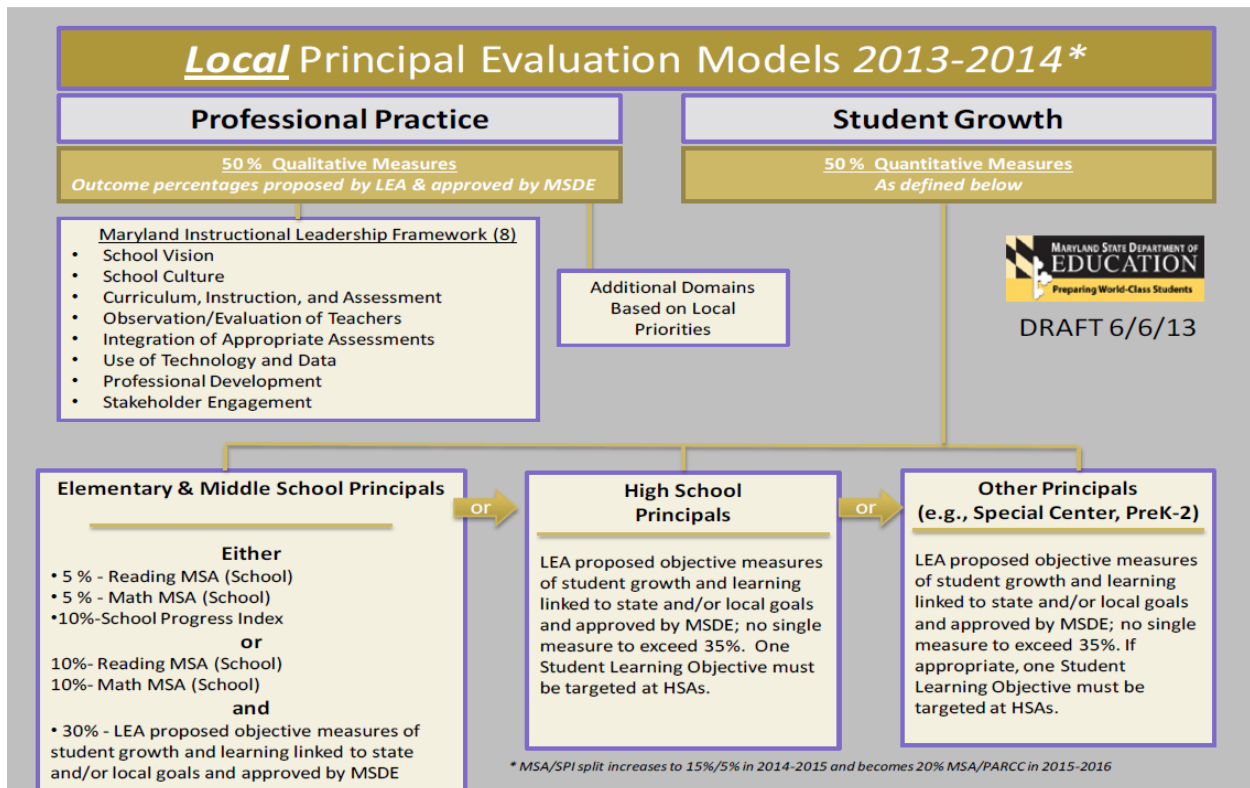 Local Principal Evaluation Models 2013-2014*
Professional Practice
50 % Qualitative Measures
Outcome percentages proposed by LEA & approved by MSDE
Student Growth
50 % Quantitative Measures
As defined below
Maryland Instructional Leadership Framework (8)
• School Vision
• School Culture
• Curriculum, Instruction, and Assessment
• Observation/Evaluation of Teachers
• Integration of Appropriate Assessments
• Use of Technology and Data
• Professional Development
• Stakeholder Engagement
Additional Domains
Based on Local
Priorities
MARYLAND STATE DEPARTMENT OF
EDUCATION
Preparing World-Class Students
DRAFT 6/6/13
Elementary & Middle School Principals
Either
• 5 % - Reading MSA (School)
• 5 % - Math MSA (School)
•10%-School Progress Index
or
10%- Reading MSA (School)
10%- Math MSA (School)
and
• 30% - LEA proposed objective measures of
student growth and learning linked to state
and/or local goals and approved by MSDE
or
High School
Principals
LEA proposed objective measures
of student growth and learning
linked to state and/or local goals
and approved by MSDE; no single
measure to exceed 35%. One
Student Learning Objective must
be targeted at HSAs.
or
Other Principals
(e.g., Special Center, PreK-2)
LEA proposed objective measures
of student growth and learning
linked to state and/or local goals
and approved by MSDE; no single
measure to exceed 35%. If
appropriate, one Student
Learning Objective must be
targeted at HSAs.
* MSA/SPI split increases to 15%/5% in 2014-2015 and becomes 20% MSA/PARCC in 2015-2016